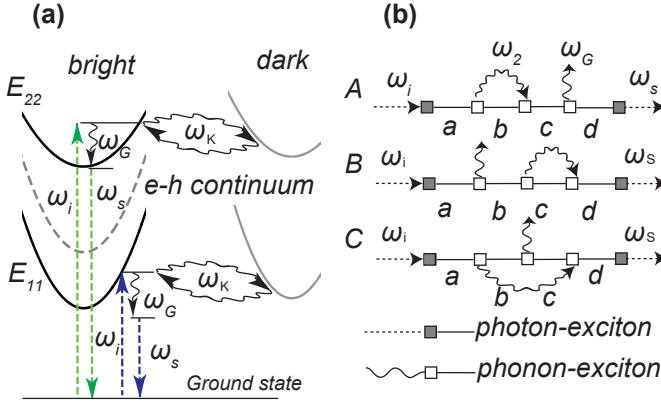 (a)
bright
dark
E22
ωG
ωK
ωi
ωs
e-h continuum
E11
ωK
ωG
ωi
ωs
Ground state
(b)
ω2
ωG
A
ωi
ωs
a
b
c
d
B
ωi
ωS
a
b
c
d
C
ωi
ωS
a
b
c
d
photon-exciton
phonon-exciton